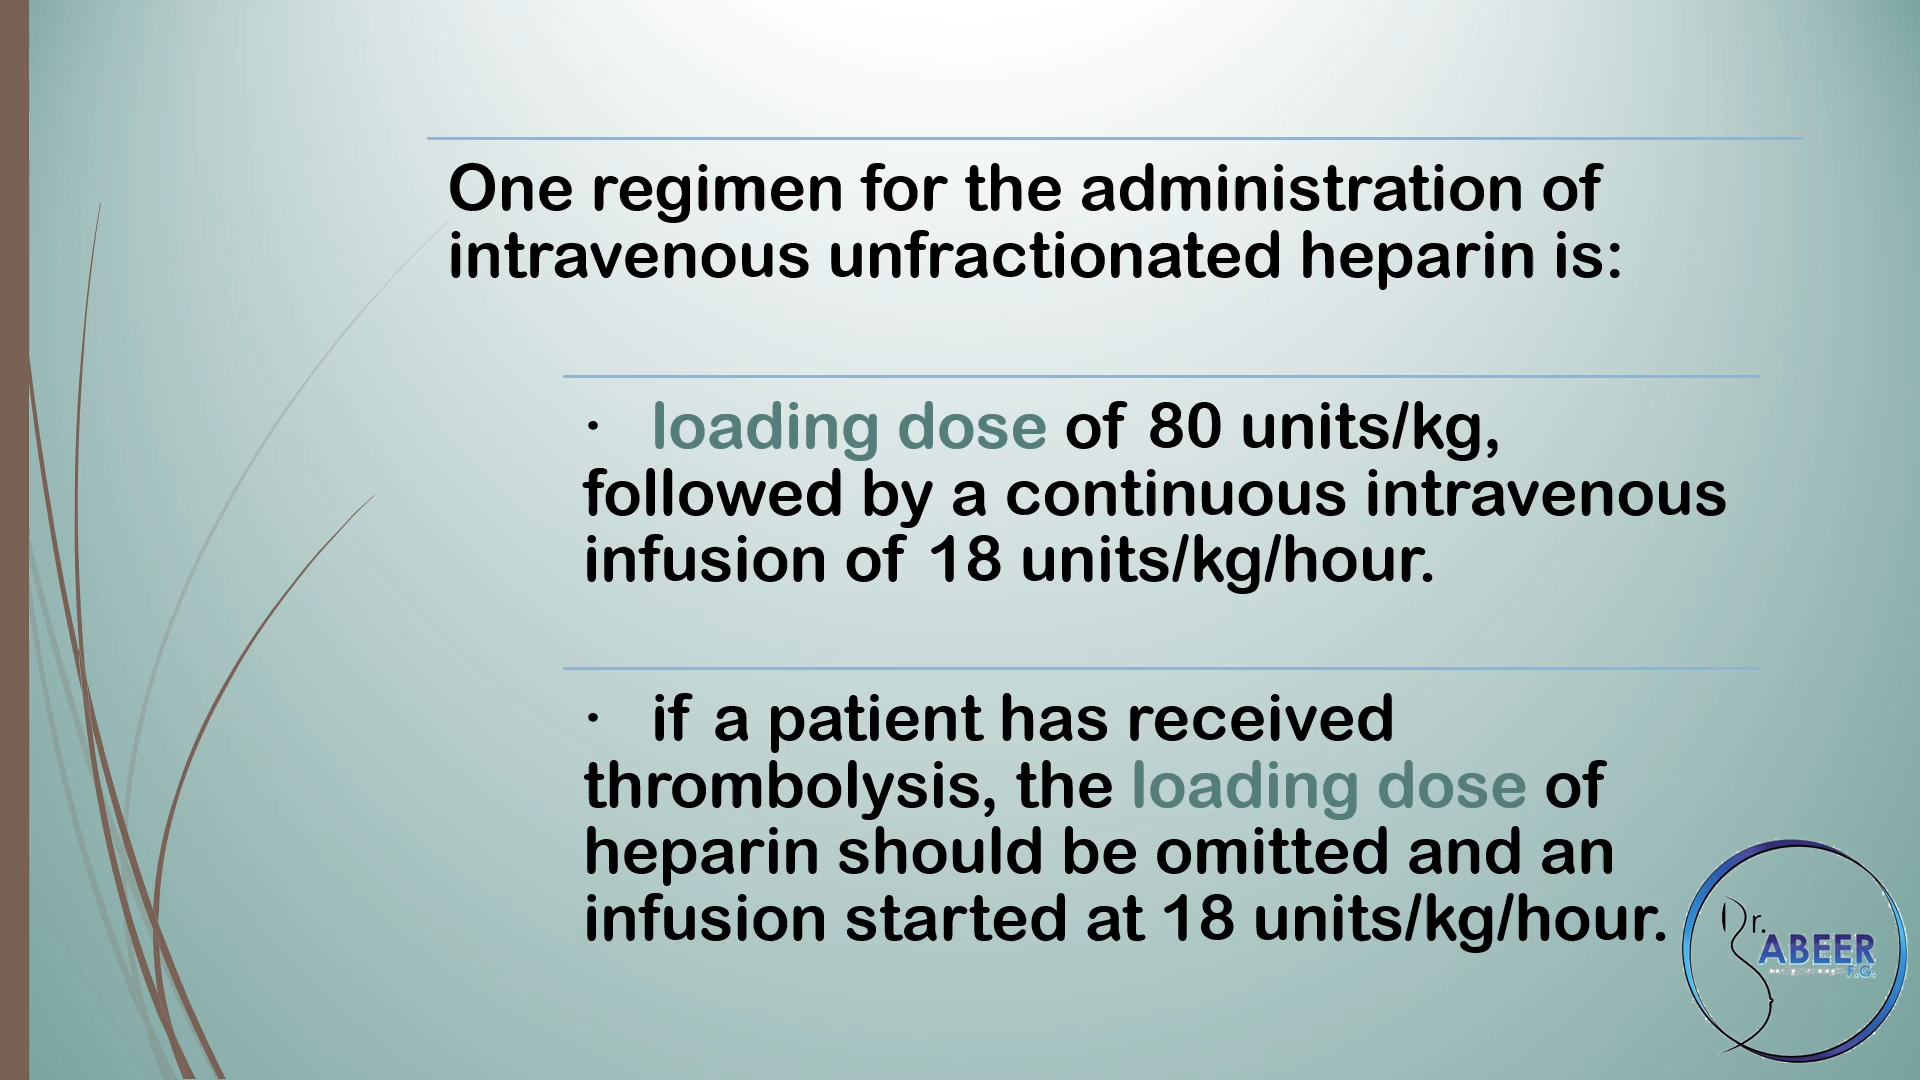 One regimen for the administration of
intravenous unfractionated heparin is:
· loading dose of 80 units/kg,
followed by a continuous intravenous
infusion of 18 units/kg/hour.
· if a patient has received
thrombolysis, the loading dose of
heparin should be omitted and an
infusion started at 18 units/kg/hour.
Dr.
ABEER
F.G.